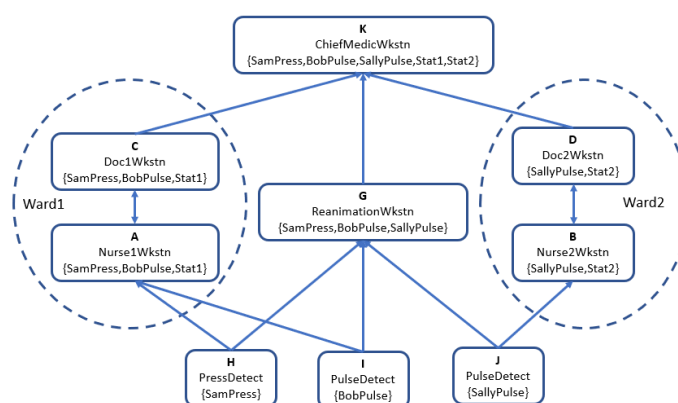 K
ChiefMedicWkstn
{SamPress,BobPulse,SallyPulse,Stat1,Stat2}
C
Doc1Wkstn
{SamPress,BobPulse,Stat1}
D
Doc2Wkstn
{SallyPulse,Stat2}
Ward1
Ward2
G
ReanimationWkstn
{SamPress,BobPulse,SallyPulse}
A
Nurse1Wkstn
{SamPress,BobPulse,Stat1}
B
Nurse2Wkstn
{SallyPulse,Stat2}
H
PressDetect
{SamPress}
I
PulseDetect
{BobPulse}
J
PulseDetect
{SallyPulse}